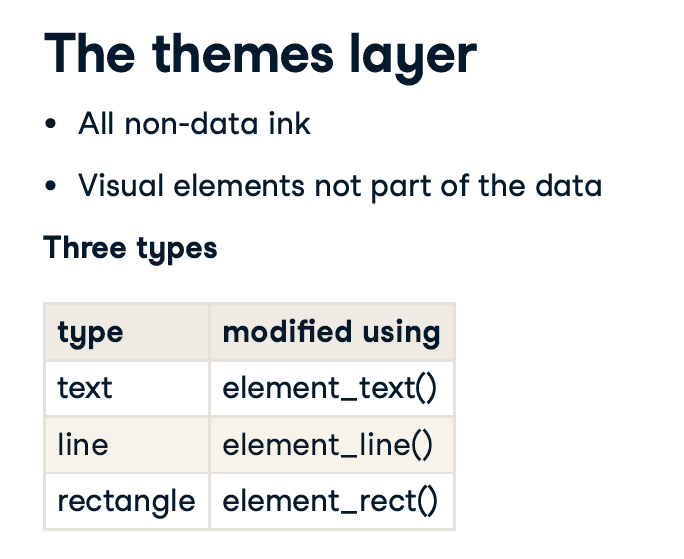 The themes layer
• All non-data ink
• Visual elements not part of the data
Three types
type modified using
text element_text()
line element_line()
rectangle element_rect()